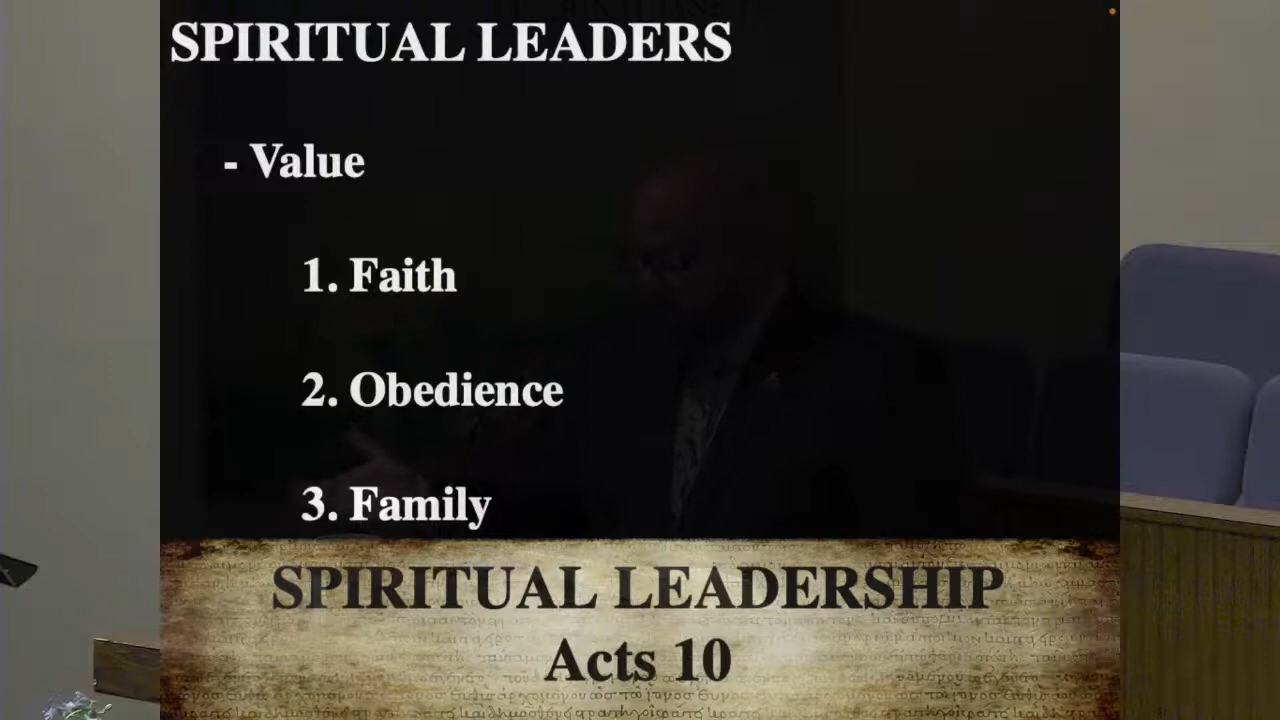 SPIRITUAL LEADERS
- Value
1. Faith
2. Obedience
3. Family
SPIRITUAL LEADERSHIP
Acts 10